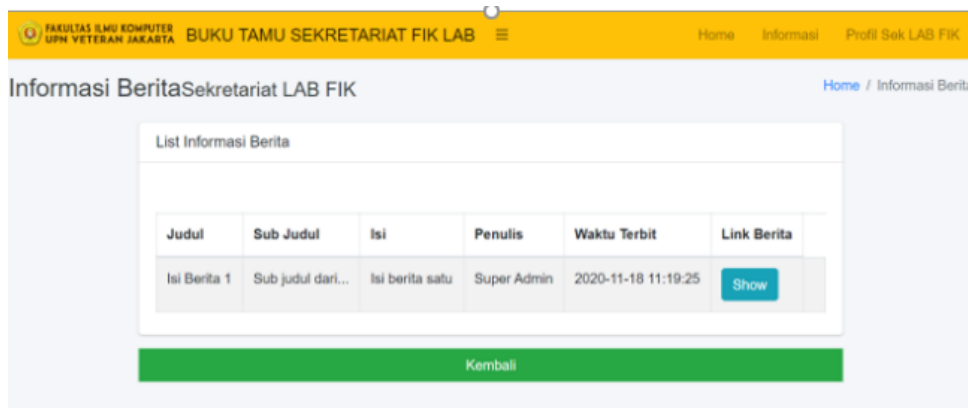 FAKULTAS ILMU KOMPUTER
UPN VETERAN JAKARTA
BUKU TAMU SEKRETARIAT FIK LAB Home Informasi Profil Sek LAB FIK
Informasi BeritaSekretariat LAB FIK Home / Informasi Berita
List Informasi Berita
Judul Sub Judul Isi Penulis Waktu Terbit Link Berita
Isi Berita 1 Sub judul dari... Isi berita satu Super Admin 2020-11-18 11:19:25 Show
Kembali